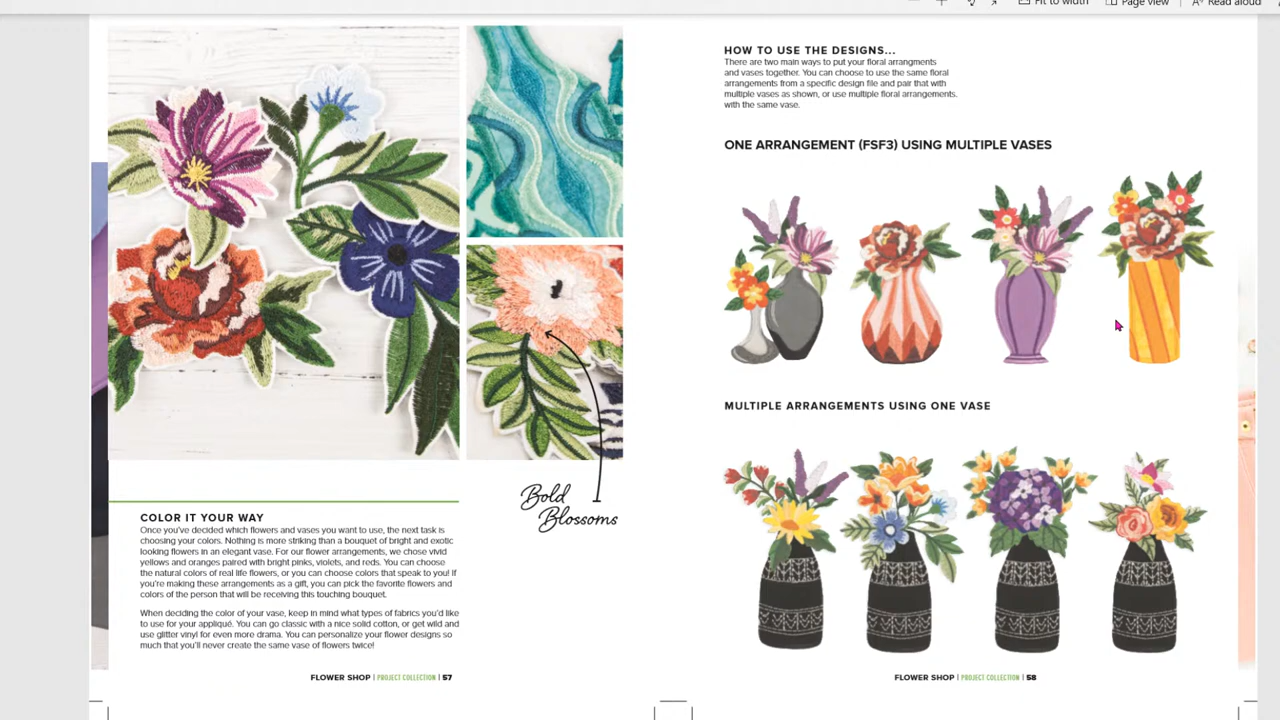 Fit to width
Page view
Read aloud
Bold
Blossoms
COLOR IT YOUR WAY
Once you've decided which flowers and vases you want to use, the next task is
choosing your colors. Nothing is more striking than a bouquet of bright and exotic
looking flowers in an elegant vase. For our flower arrangements, we chose vivid
yellows and oranges paired with bright pinks, violets, and reds. You can choose
the natural colors of real life flowers, or you can choose colors that speak to you! If
you're making these arrangements as a gift, you can pick the favorite flowers and
colors of the person that will be receiving this touching bouquet.
When deciding the color of your vase, keep in mind what types of fabrics you'd like
to use for your appliqué. You can go classic with a nice solid cotton, or get wild and
use glitter vinyl for even more drama. You can personalize your flower designs so
much that you'll never create the same vase of flowers twice!
FLOWER SHOP | PROJECT COLLECTION | 57
HOW TO USE THE DESIGNS...
There are two main ways to put your floral arrangments
and vases together. You can choose to use the same floral
arrangements from a specific design file and pair that with
multiple vases as shown, or use multiple floral arrangements.
with the same vase.
ONE ARRANGEMENT (FSF3) USING MULTIPLE VASES
MULTIPLE ARRANGEMENTS USING ONE VASE
FLOWER SHOP | PROJECT COLLECTION | 58